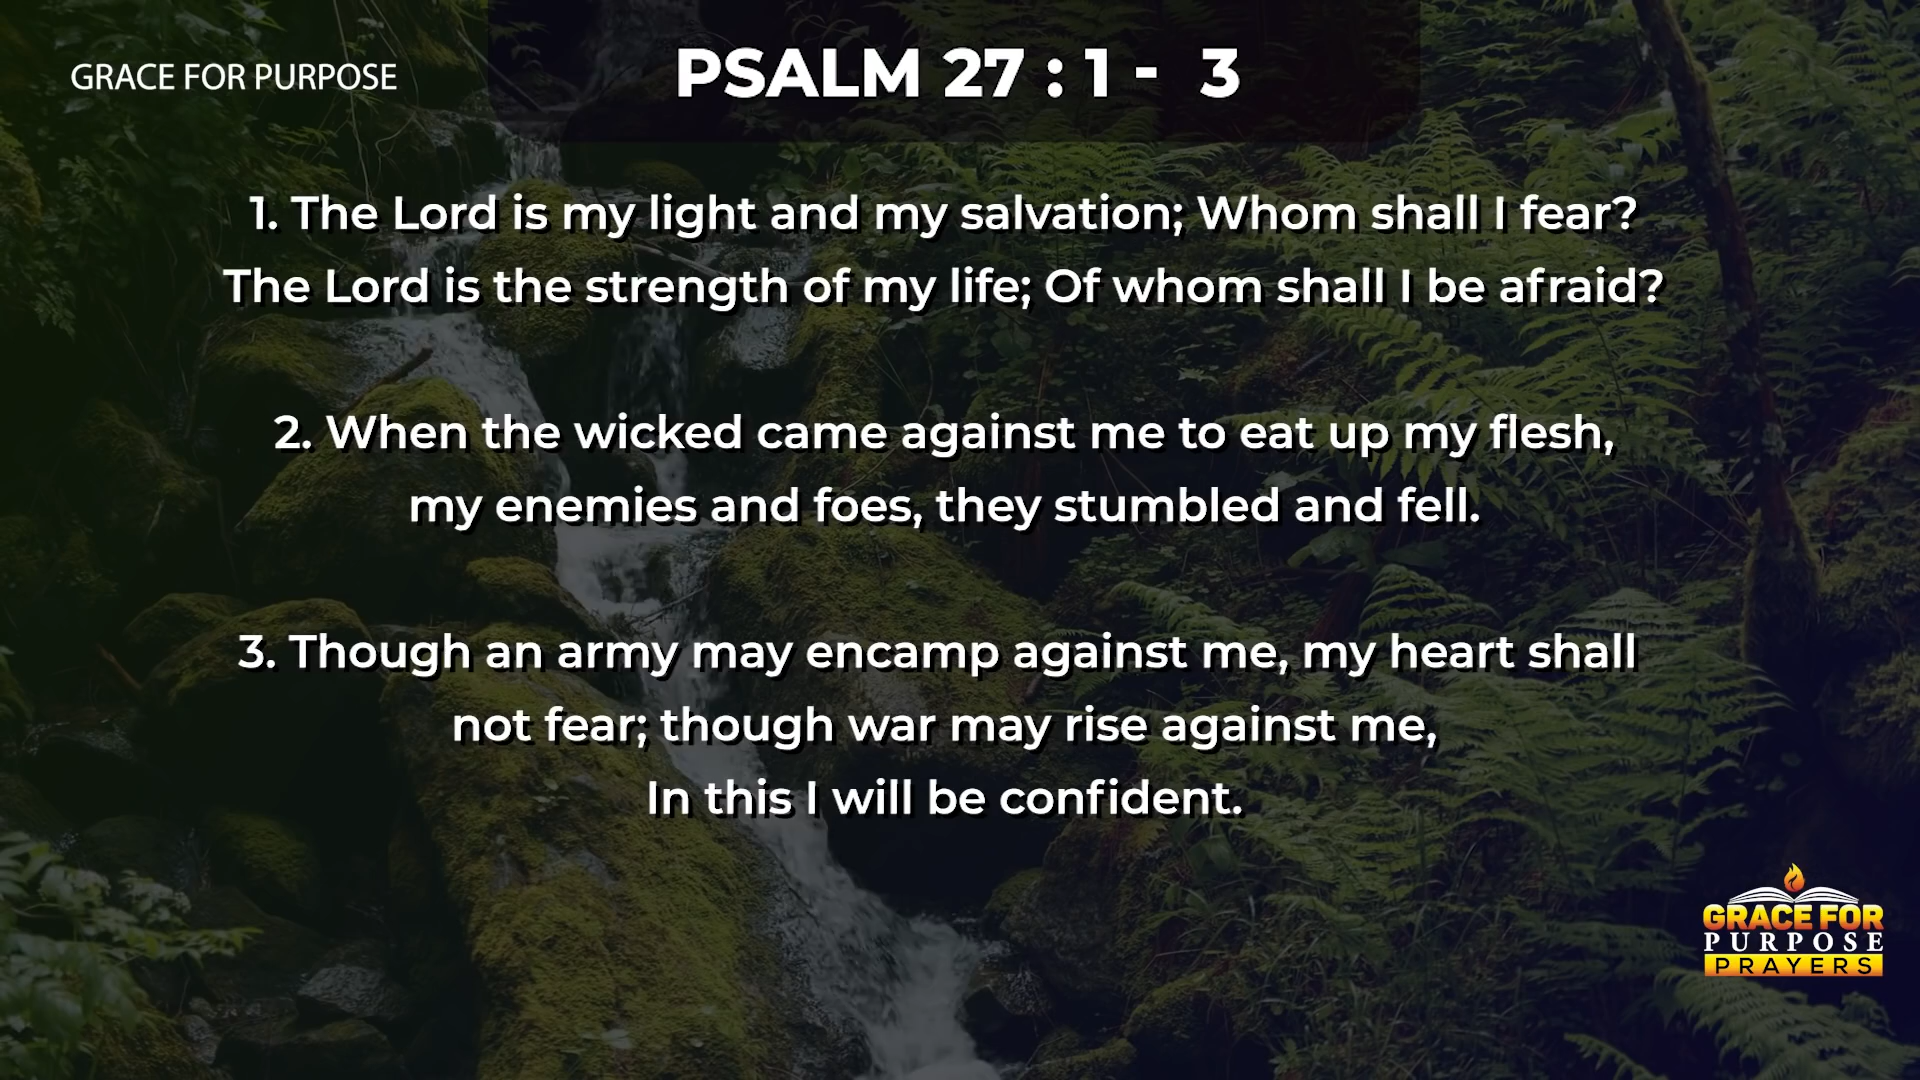 GRACE FOR PURPOSE
PSALM 27 : 1 - 3
1. The Lord is my light and my salvation; Whom shall I fear?
The Lord is the strength of my life; Of whom shall I be afraid?
2. When the wicked came against me to eat up my flesh,
my enemies and foes, they stumbled and fell.
3. Though an army may encamp against me, my heart shall
not fear; though war may rise against me,
In this I will be confident.
GRACE FOR
PURPOSE
PRAYERS